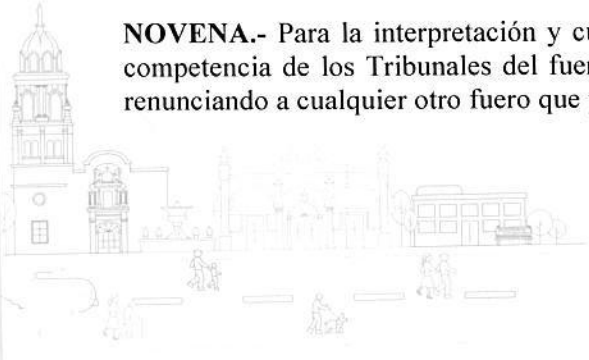 NOVENA.- Para la interpretación y cu
competencia de los Tribunales del fuer
renunciando a cualquier otro fuero que